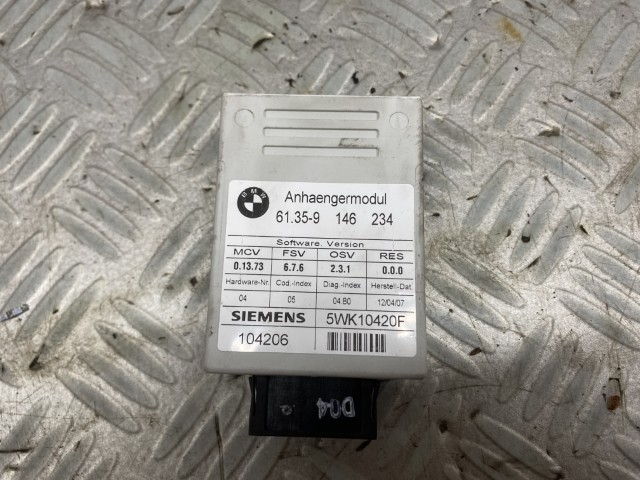 BMW
Anhaengermodul
61.35-9 146 234
Software. Version
MCV FSV OSV RES
0.13.73 6.7.6 2.3.1 0.0.0
Hardware-Nr. Cod.-Index Diag.-Index Herstell-Dat.
04 05 04.B0 12/04/07
SIEMENS 5WK10420F
104206
D04